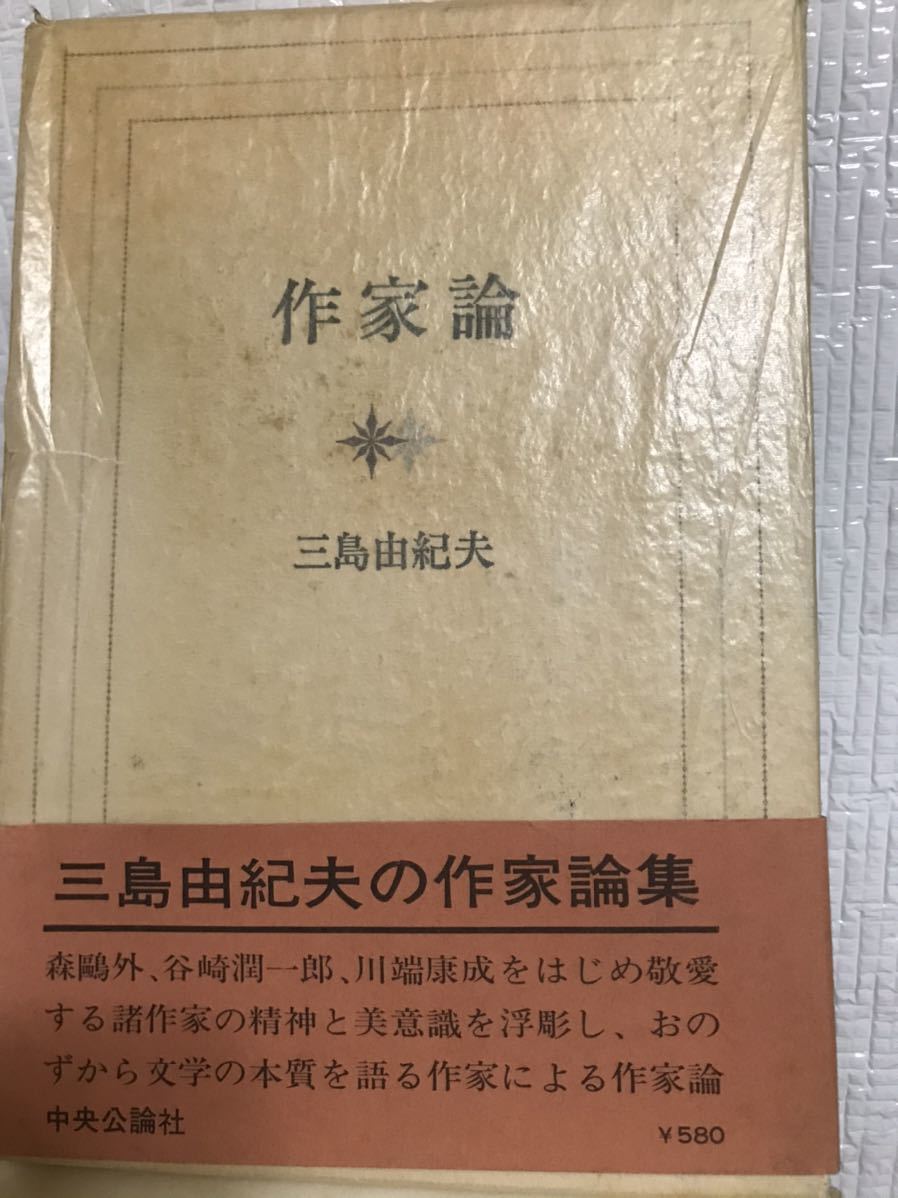 作家論
三島由紀夫
三島由紀夫の作家論集
森鷗外、谷崎潤一郎、川端康成をはじめ敬愛
する諸作家の精神と美意識を浮彫し、おの
ずから文学の本質を語る作家による作家論
中央公論社
¥580